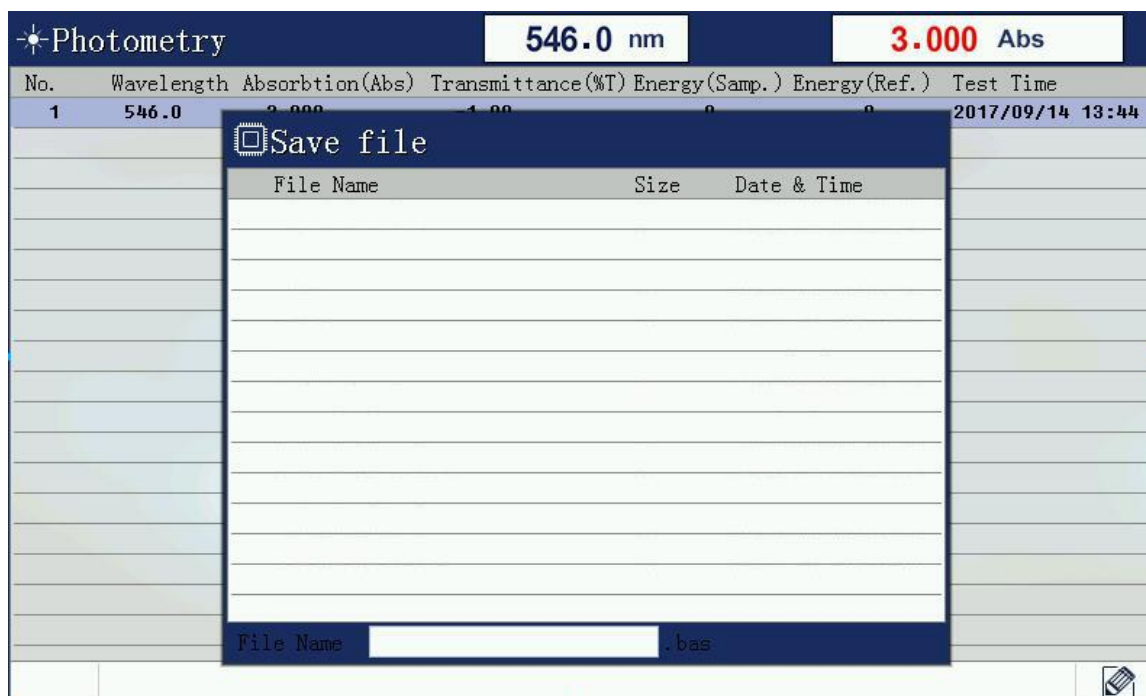 Photometry 546.0 nm 3.000 Abs
No. Wavelength Absorbtion(Abs) Transmittance(%T) Energy(Samp.) Energy(Ref.) Test Time
1 546.0 2017/09/14 13:44
Save file
File Name Size Date & Time
File Name .bas